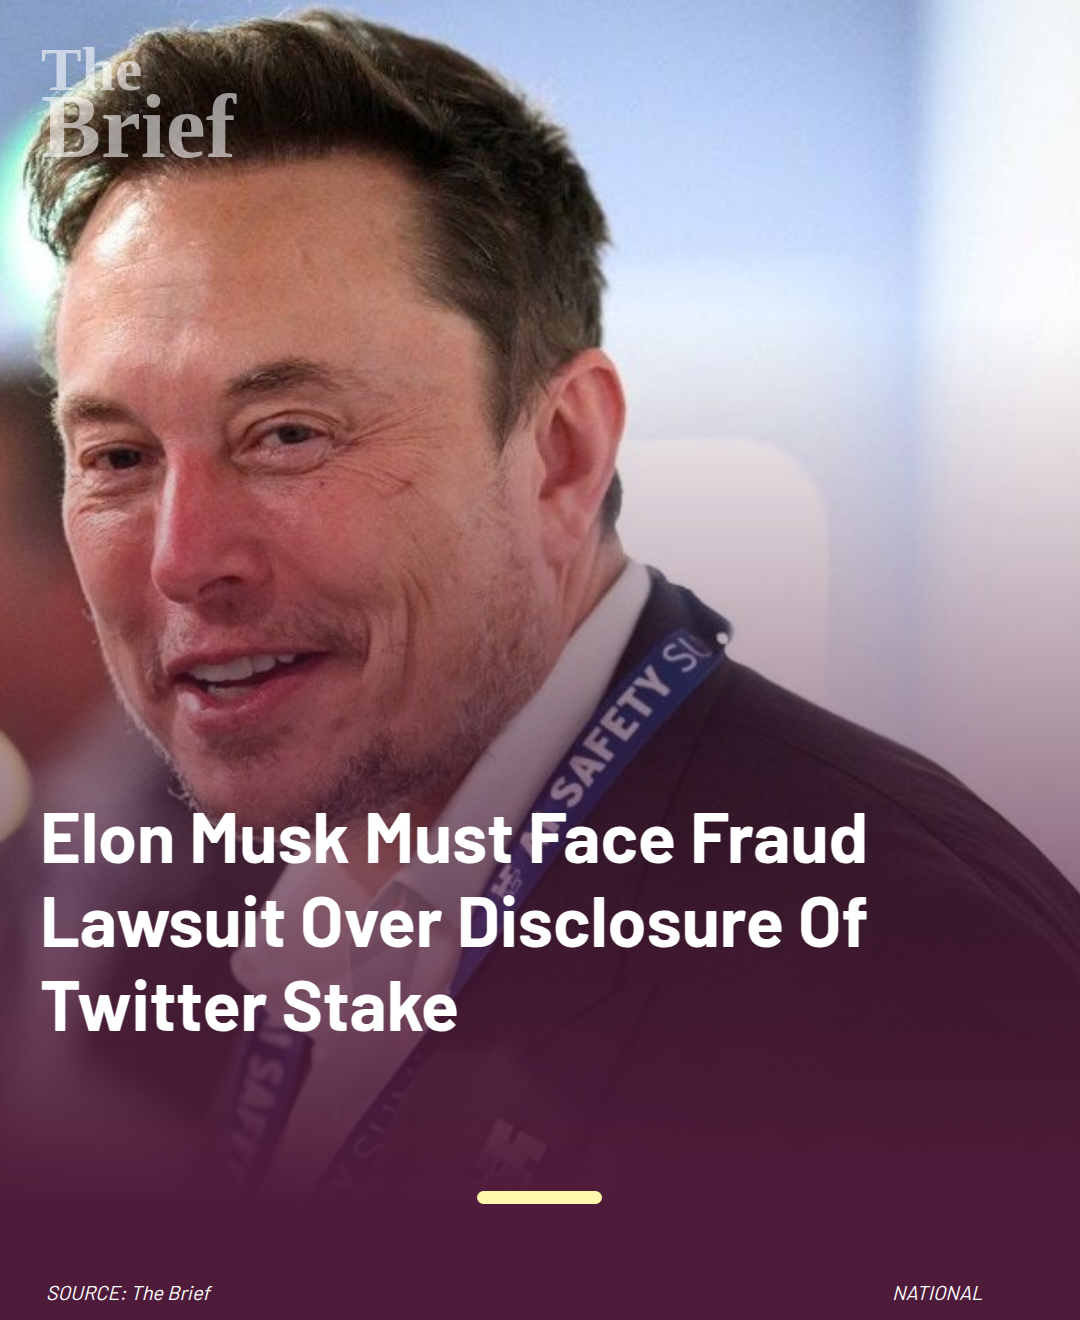 The
Brief
SAFETY SU
Elon Musk Must Face Fraud
Lawsuit Over Disclosure Of
Twitter Stake
SOURCE: The Brief
NATIONAL